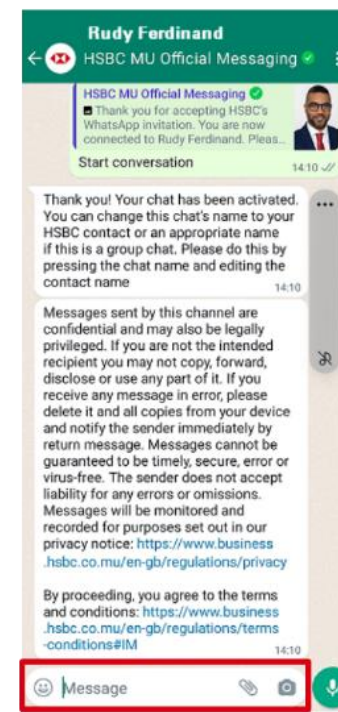 Rudy Ferdinand
HSBC MU Official Messaging
HSBC MU Official Messaging
Thank you for accepting HSBC's
WhatsApp invitation. You are now
connected to Rudy Ferdinand. Pleas...
Start conversation
14:10
Thank you! Your chat has been activated.
You can change this chat's name to your
HSBC contact or an appropriate name
if this is a group chat. Please do this by
pressing the chat name and editing the
contact name
14:10
Messages sent by this channel are
confidential and may also be legally
privileged. If you are not the intended
recipient you may not copy, forward,
disclose or use any part of it. If you
receive any message in error, please
delete it and all copies from your device
and notify the sender immediately by
return message. Messages cannot be
guaranteed to be timely, secure, error or
virus-free. The sender does not accept
liability for any errors or omissions.
Messages will be monitored and
recorded for purposes set out in our
privacy notice: https://www.business
.hsbc.co.mu/en-gb/regulations/privacy
By proceeding, you agree to the terms
and conditions: https://www.business
.hsbc.co.mu/en-gb/regulations/terms
-conditions#IM
14:10
Message